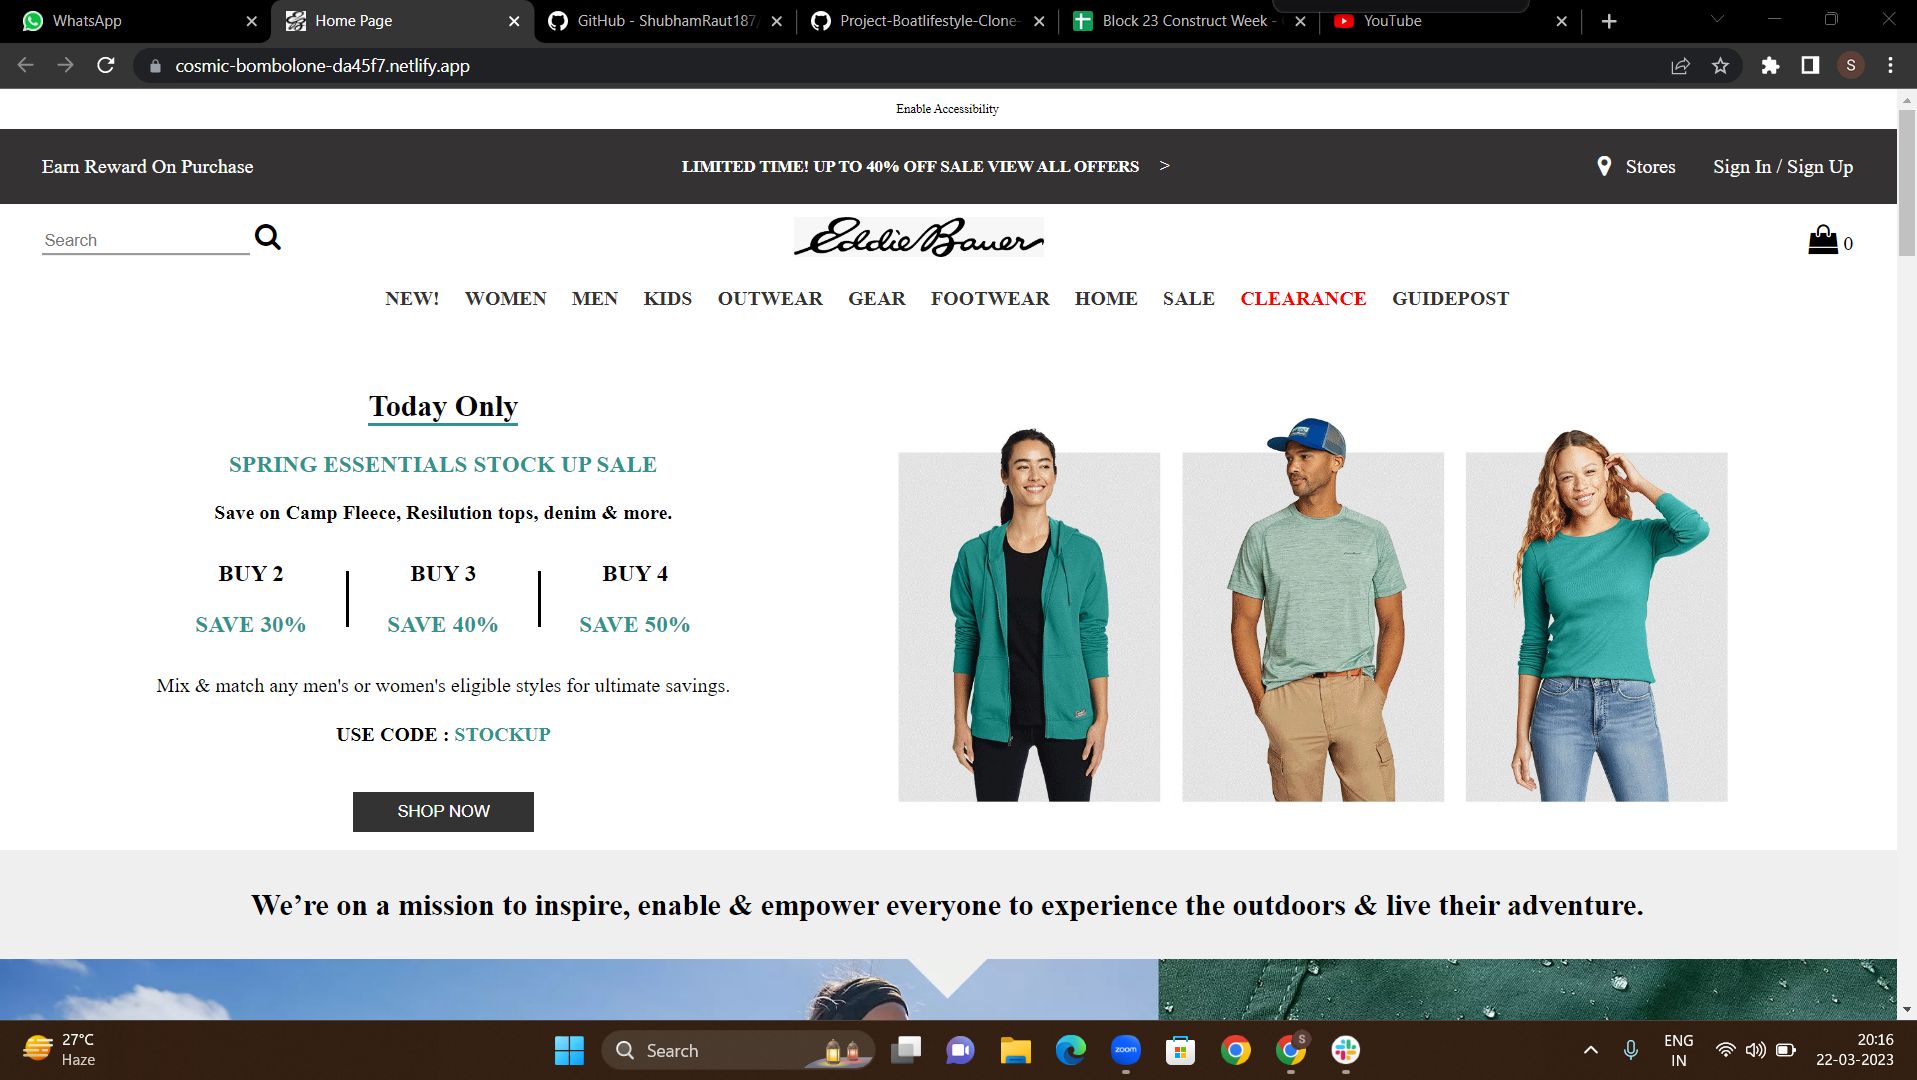 WhatsApp
Home Page
GitHub - ShubhamRaut187/
Project-Boatlifestyle-Clone-
Block 23 Construct Week -
YouTube
cosmic-bombolone-da45f7.netlify.app
S
Enable Accessibility
Earn Reward On Purchase
LIMITED TIME! UP TO 40% OFF SALE VIEW ALL OFFERS >
Stores
Sign In / Sign Up
Search
Eddie Bauer
0
NEW! WOMEN MEN KIDS OUTWEAR GEAR FOOTWEAR HOME SALE CLEARANCE GUIDEPOST
Today Only
SPRING ESSENTIALS STOCK UP SALE
Save on Camp Fleece, Resilution tops, denim & more.
BUY 2 BUY 3 BUY 4
SAVE 30% SAVE 40% SAVE 50%
Mix & match any men's or women's eligible styles for ultimate savings.
USE CODE : STOCKUP
SHOP NOW
We’re on a mission to inspire, enable & empower everyone to experience the outdoors & live their adventure.
27°C
Haze
Search
zoom
S
ENG
IN
20:16
22-03-2023